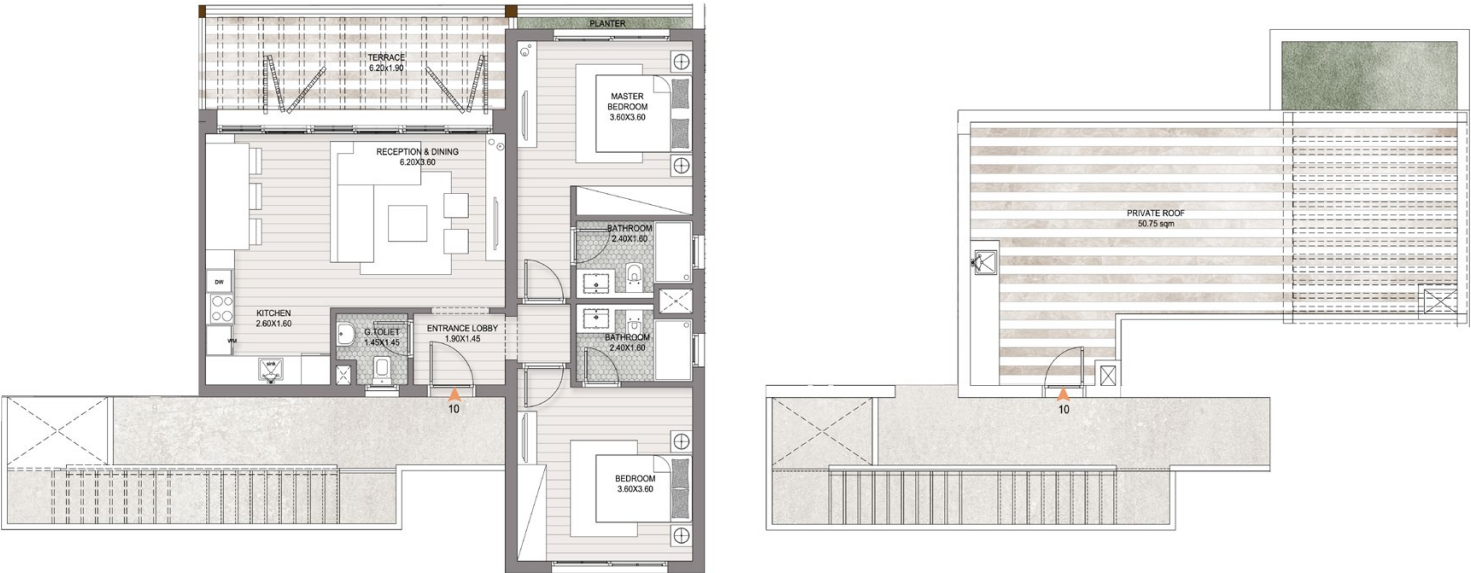 PLANTER
TERRACE
6.20x1.90
MASTER
BEDROOM
3.60X3.60
RECEPTION & DINING
6.20X3.60
BATHROOM
2.40X1.60
DW
KITCHEN
2.60X1.60
WM
G.TOLIET
1.45X1.45
ENTRANCE LOBBY
1.90X1.45
BATHROOM
2.40X1.60
sink
10
BEDROOM
3.60X3.60
PRIVATE ROOF
50.75 sqm
10